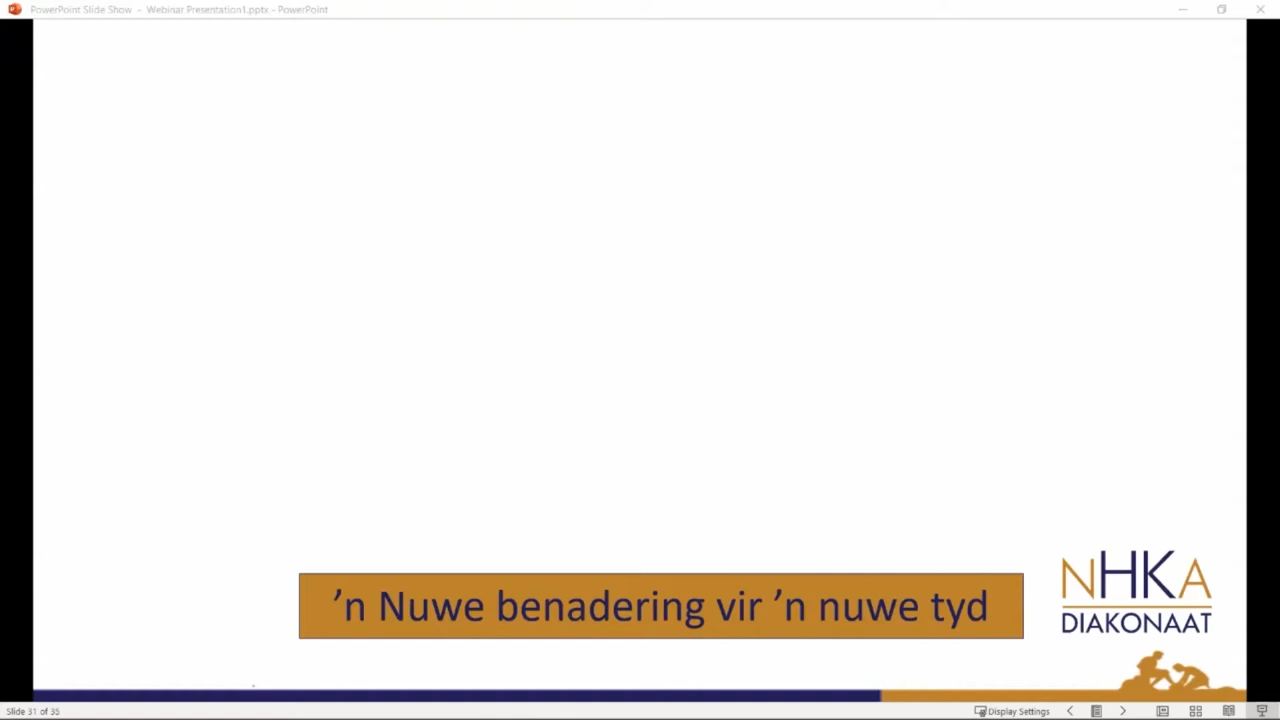 PowerPoint Slide Show - Webinar Presentation1.pptx - PowerPoint
’n Nuwe benadering vir ’n nuwe tyd
NHKA
DIAKONAAT
Slide 31 of 35
Display Settings